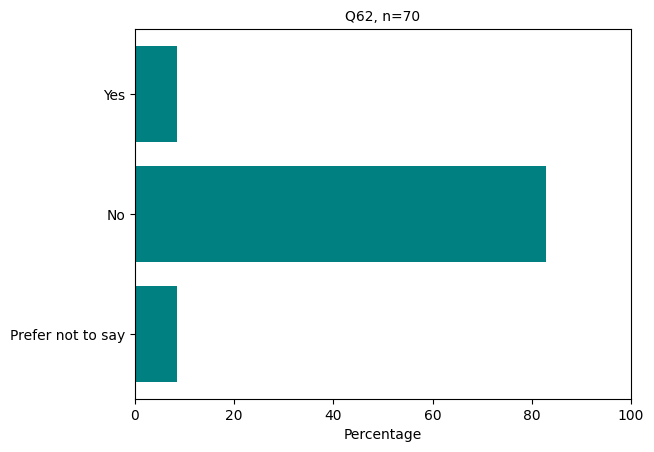 Q62, n=70
Yes
No
Prefer not to say
0 20 40 60 80 100
Percentage